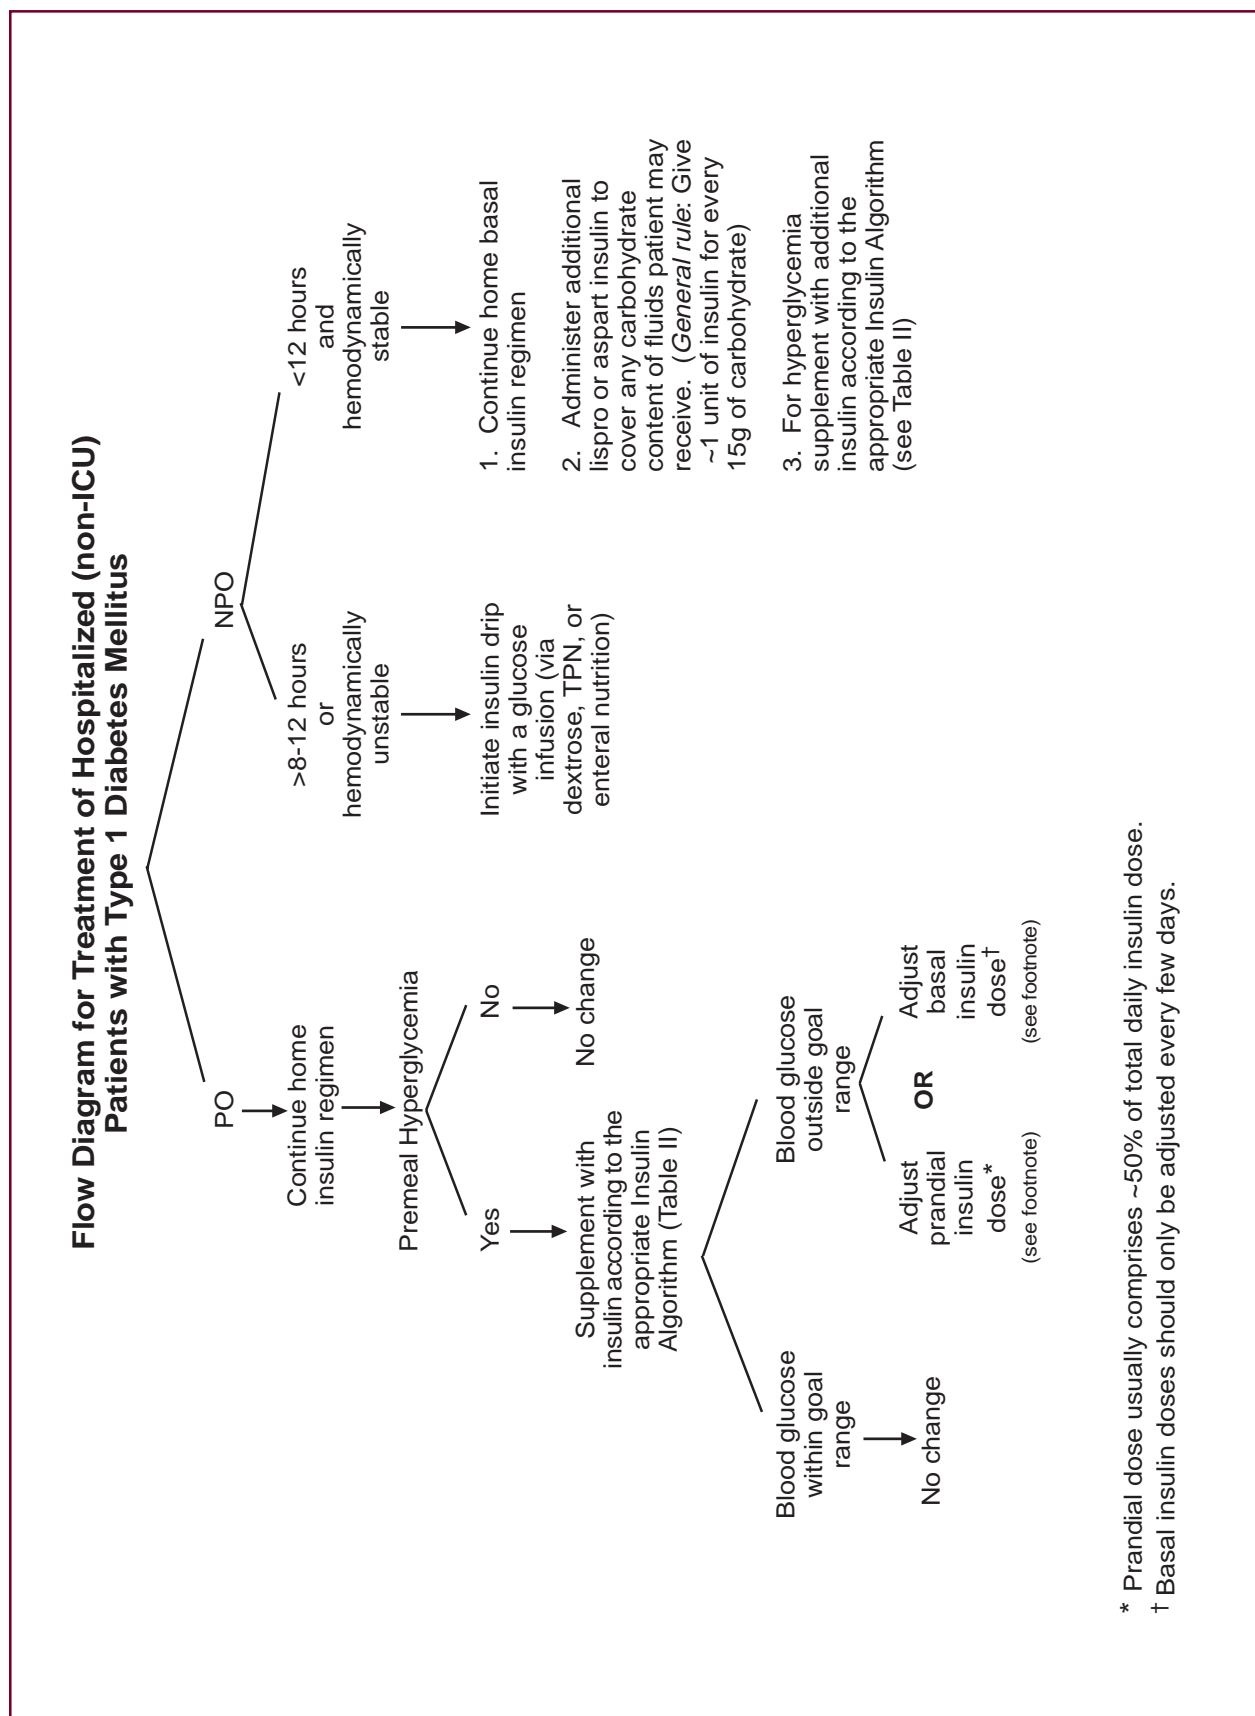 Flow Diagram for Treatment of Hospitalized (non-ICU)
Patients with Type 1 Diabetes Mellitus
PO
Continue home
insulin regimen
Premeal Hyperglycemia
Yes
No
Supplement with
insulin according to the
appropriate Insulin
Algorithm (Table II)
No change
Blood glucose
within goal
range
No change
Blood glucose
outside goal
range
Adjust
prandial
insulin
dose*
(see footnote)
OR
Adjust
basal
insulin
dose†
(see footnote)
NPO
>8-12 hours
or
hemodynamically
unstable
Initiate insulin drip
with a glucose
infusion (via
dextrose, TPN, or
enteral nutrition)
<12 hours
and
hemodynamically
stable
1. Continue home basal
insulin regimen
2. Administer additional
lispro or aspart insulin to
cover any carbohydrate
content of fluids patient may
receive. (General rule: Give
~1 unit of insulin for every
15g of carbohydrate)
3. For hyperglycemia
supplement with additional
insulin according to the
appropriate Insulin Algorithm
(see Table II)
* Prandial dose usually comprises ~50% of total daily insulin dose.
† Basal insulin doses should only be adjusted every few days.